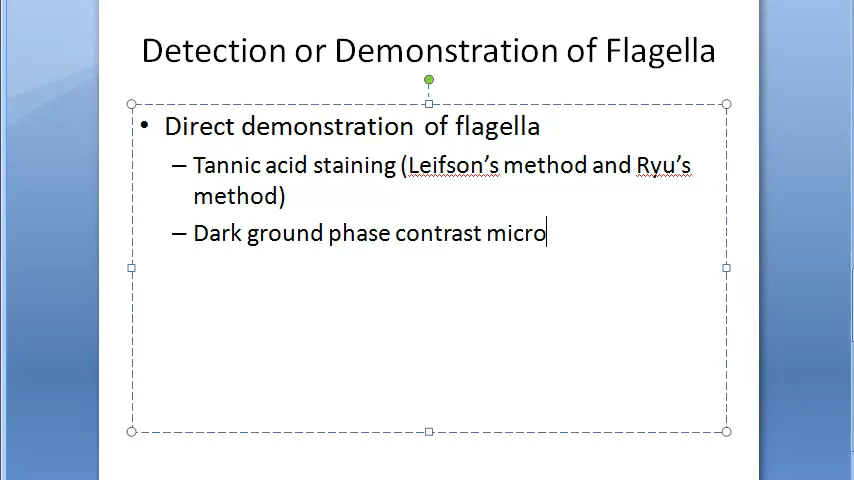 Detection or Demonstration of Flagella
• Direct demonstration of flagella
– Tannic acid staining (Leifson's method and Ryu's
method)
– Dark ground phase contrast micro